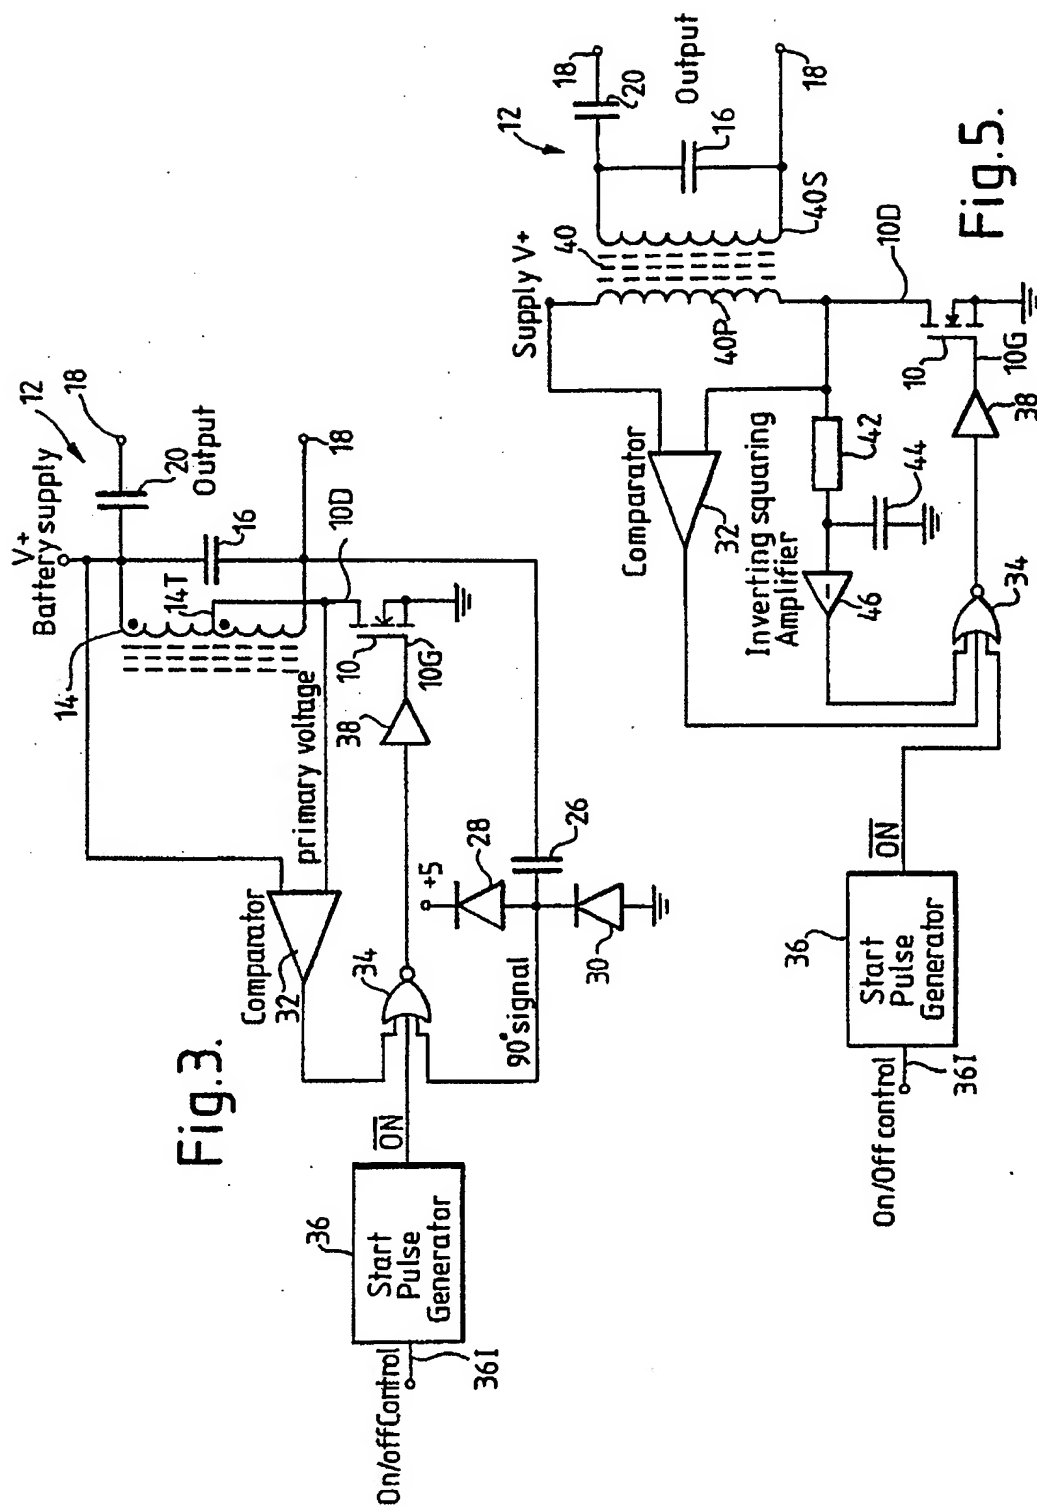 Fig.3.
On/off Control
36I
36
Start
Pulse
Generator
ON
Comparator
32
34
90° signal
primary voltage
+5
28
30
26
38
10
10G
10D
14
14T
V+
Battery supply
12
18
20
Output
16
18
Fig.5.
On/Off control
36I
36
Start
Pulse
Generator
ON
Comparator
32
Inverting squaring
Amplifier
46
34
42
44
38
10
10G
10D
Supply V+
40
40P
40S
12
18
20
Output
16
18